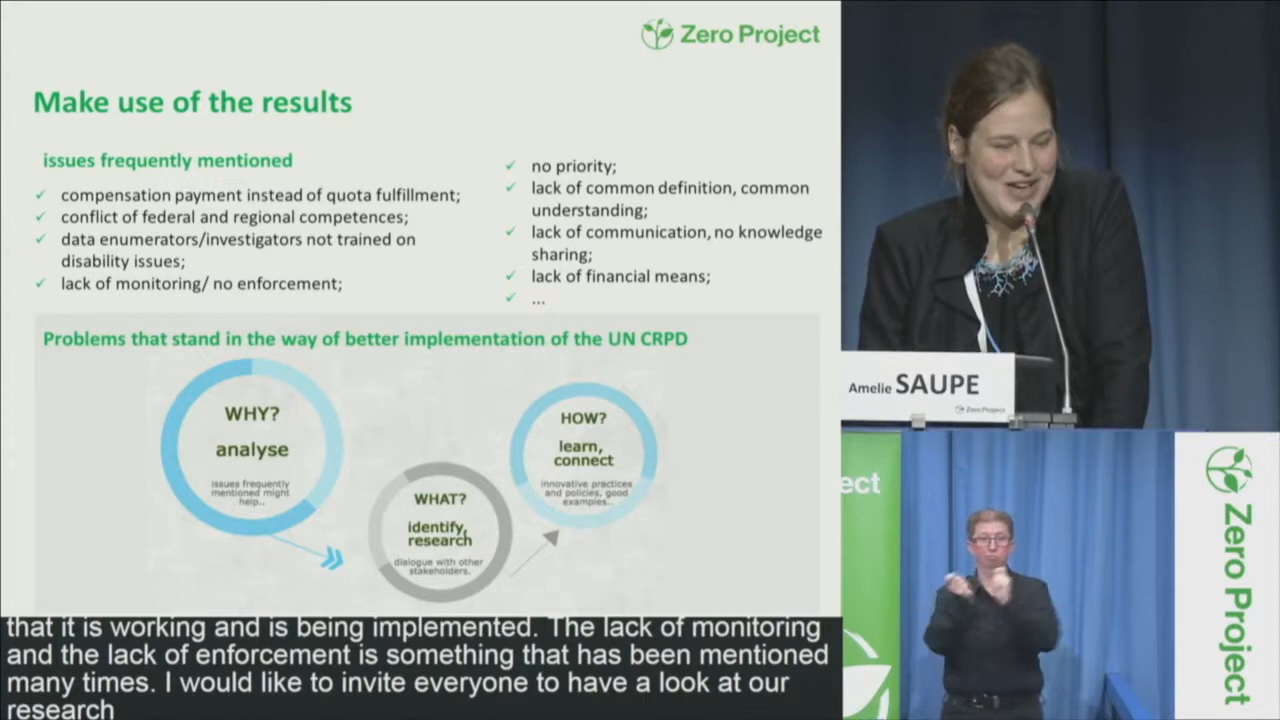 Zero Project
Make use of the results
issues frequently mentioned
✓ compensation payment instead of quota fulfillment;
✓ conflict of federal and regional competences;
✓ data enumerators/investigators not trained on
disability issues;
✓ lack of monitoring/ no enforcement;
✓ no priority;
✓ lack of common definition, common
understanding;
✓ lack of communication, no knowledge
sharing;
✓ lack of financial means;
✓ ...
Problems that stand in the way of better implementation of the UN CRPD
WHY?
analyse
issues frequently
mentioned might
help...
WHAT?
identify,
research
dialogue with other
stakeholders.
HOW?
learn,
connect
innovative practices
and policies, good
examples...
that it is working and is being implemented. The lack of monitoring
and the lack of enforcement is something that has been mentioned
many times. I would like to invite everyone to have a look at our
research
Amelie SAUPE
Zero Project
ect
Zero Project